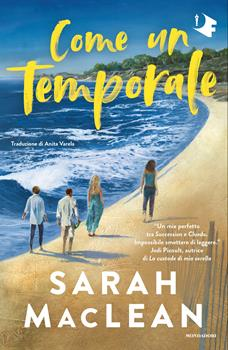 Come un
temporale
Traduzione di Anita Varela
"Un mix perfetto
tra Succession e Cluedo.
Impossibile smettere di leggere."
Jodi Picoult, autrice
di La custode di mia sorella
SARAH
MACLEAN
MONDADORI